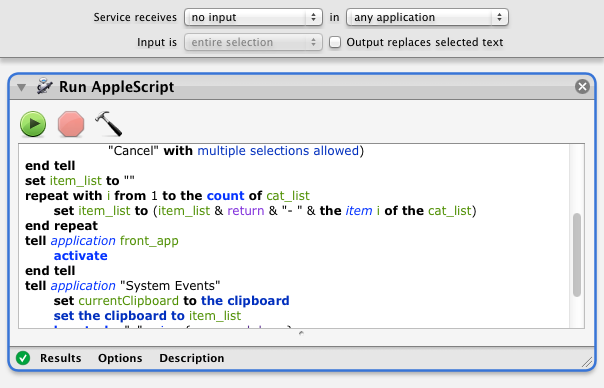 Service receives no input in any application
Input is entire selection Output replaces selected text
Run AppleScript
"Cancel" with multiple selections allowed)
end tell
set item_list to ""
repeat with i from 1 to the count of cat_list
set item_list to (item_list & return & "- " & the item i of the cat_list)
end repeat
tell application front_app
activate
end tell
tell application "System Events"
set currentClipboard to the clipboard
set the clipboard to item_list
Results Options Description